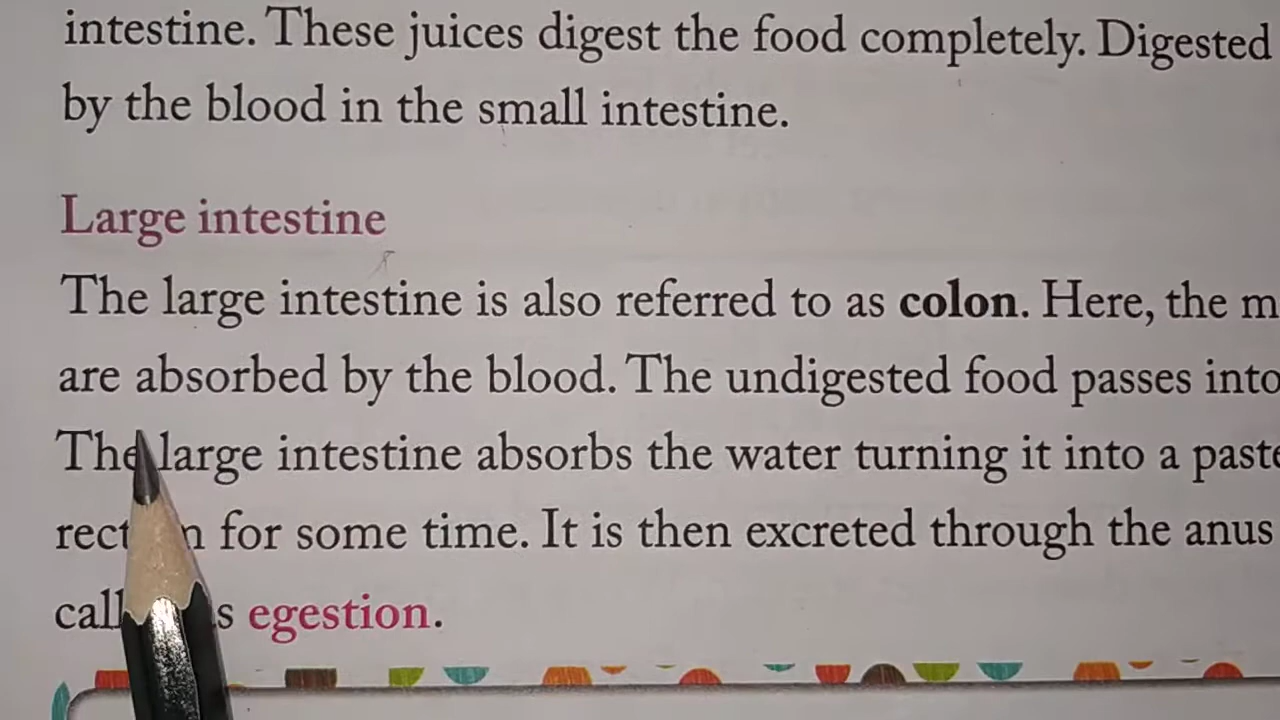 intestine. These juices digest the food completely. Digested
by the blood in the small intestine.
Large intestine
The large intestine is also referred to as colon. Here, the
are absorbed by the blood. The undigested food passes into
The large intestine absorbs the water turning it into a
for some time. It is then excreted through the anus
egestion.